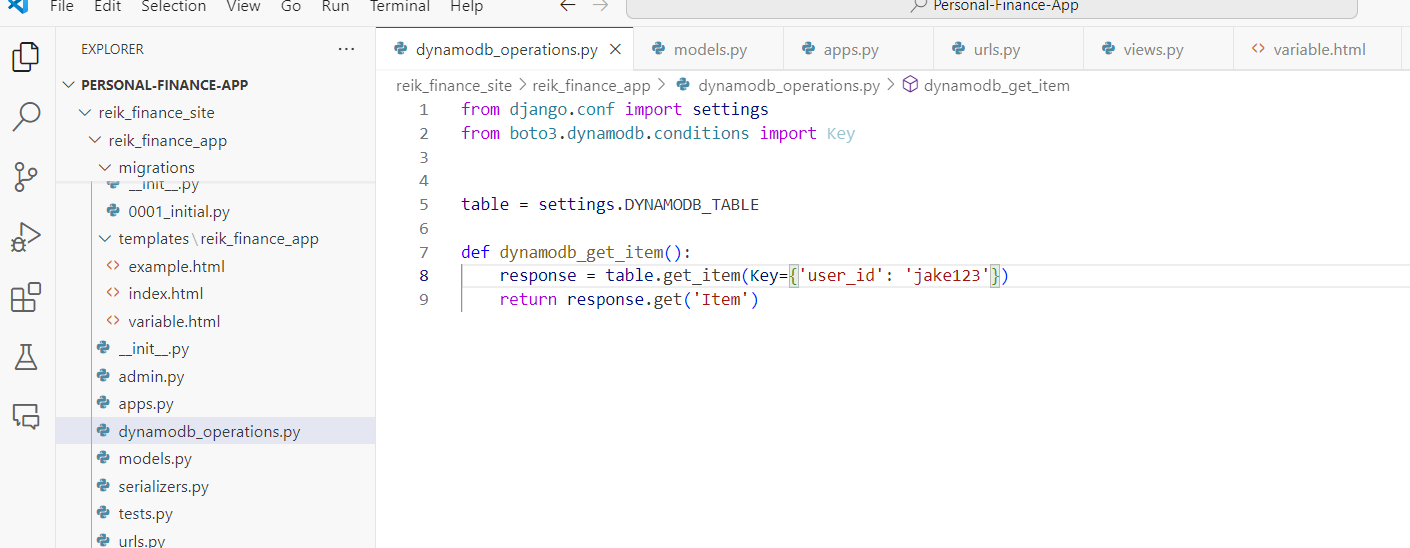 File Edit Selection View Go Run Terminal Help
Personal-Finance-App
EXPLORER
PERSONAL-FINANCE-APP
reik_finance_site
reik_finance_app
migrations
__init__.py
0001_initial.py
templates\reik_finance_app
example.html
index.html
variable.html
__init__.py
admin.py
apps.py
dynamodb_operations.py
models.py
serializers.py
tests.py
urls.py
dynamodb_operations.py models.py apps.py urls.py views.py variable.html
reik_finance_site > reik_finance_app > dynamodb_operations.py > dynamodb_get_item
1 from django.conf import settings
2 from boto3.dynamodb.conditions import Key
3
4
5 table = settings.DYNAMODB_TABLE
6
7 def dynamodb_get_item():
8 response = table.get_item(Key={'user_id': 'jake123'})
9 return response.get('Item')